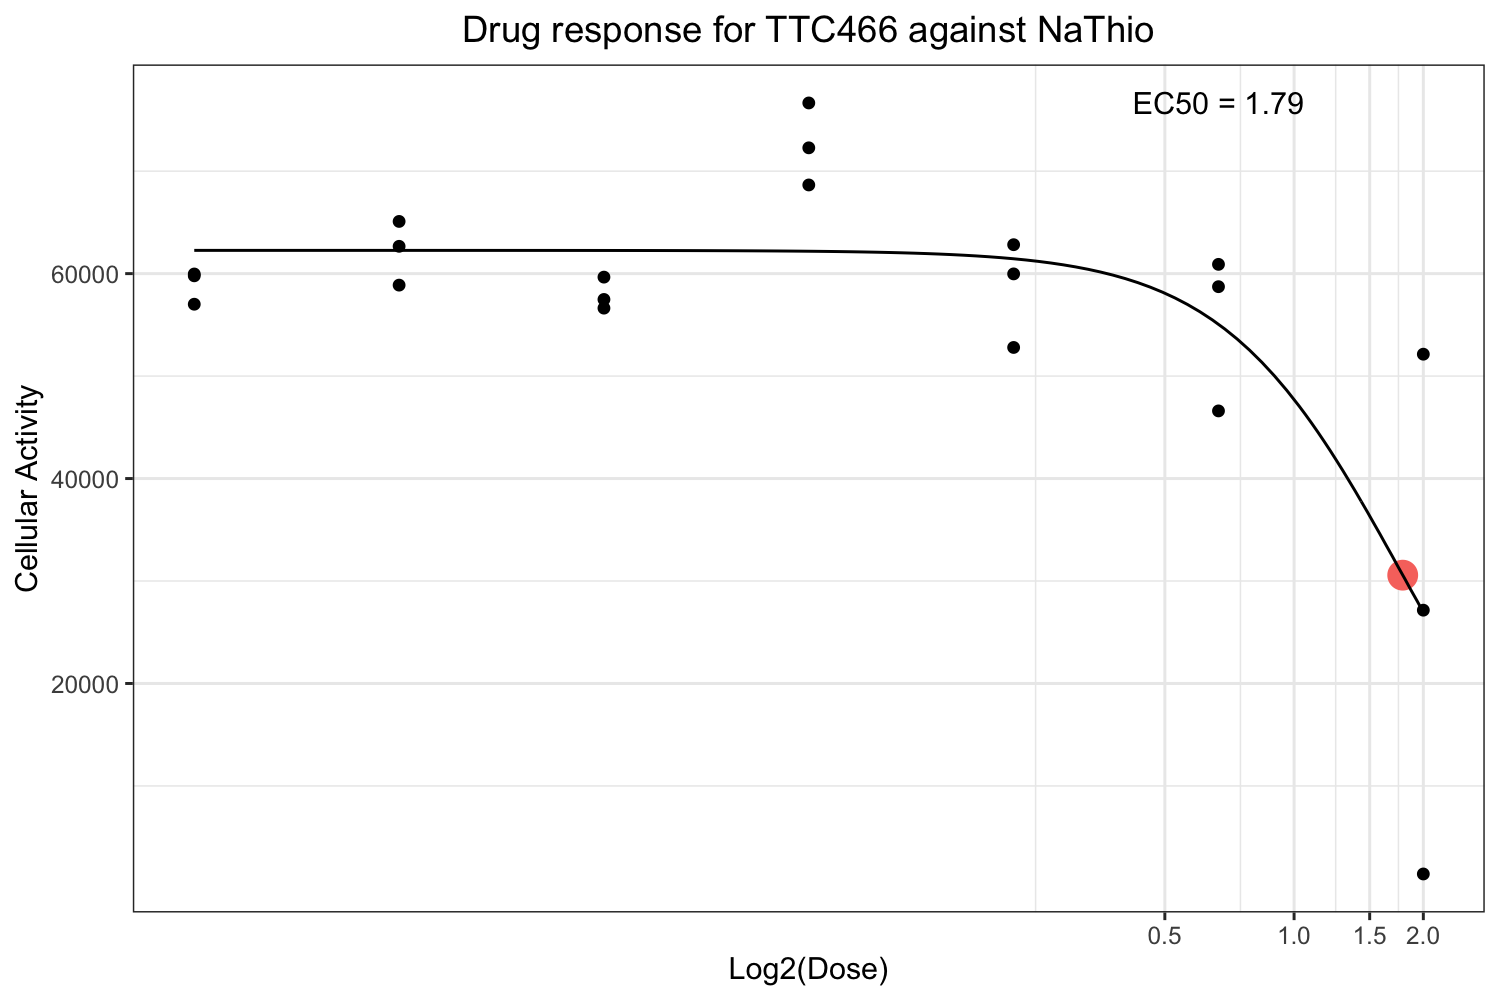 Drug response for TTC466 against NaThio
EC50 = 1.79
Cellular Activity
60000
40000
20000
0.5 1.0 1.5 2.0
Log2(Dose)